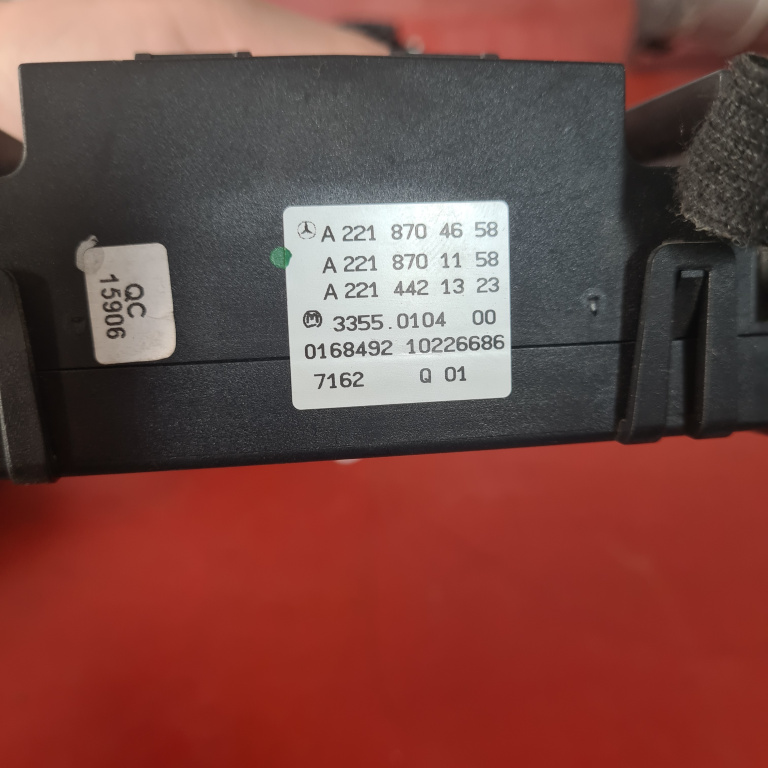 A 221 870 46 58
A 221 870 11 58
A 221 442 13 23
3355.0104 00
0168492 10226686
7162 Q 01
QC
15906